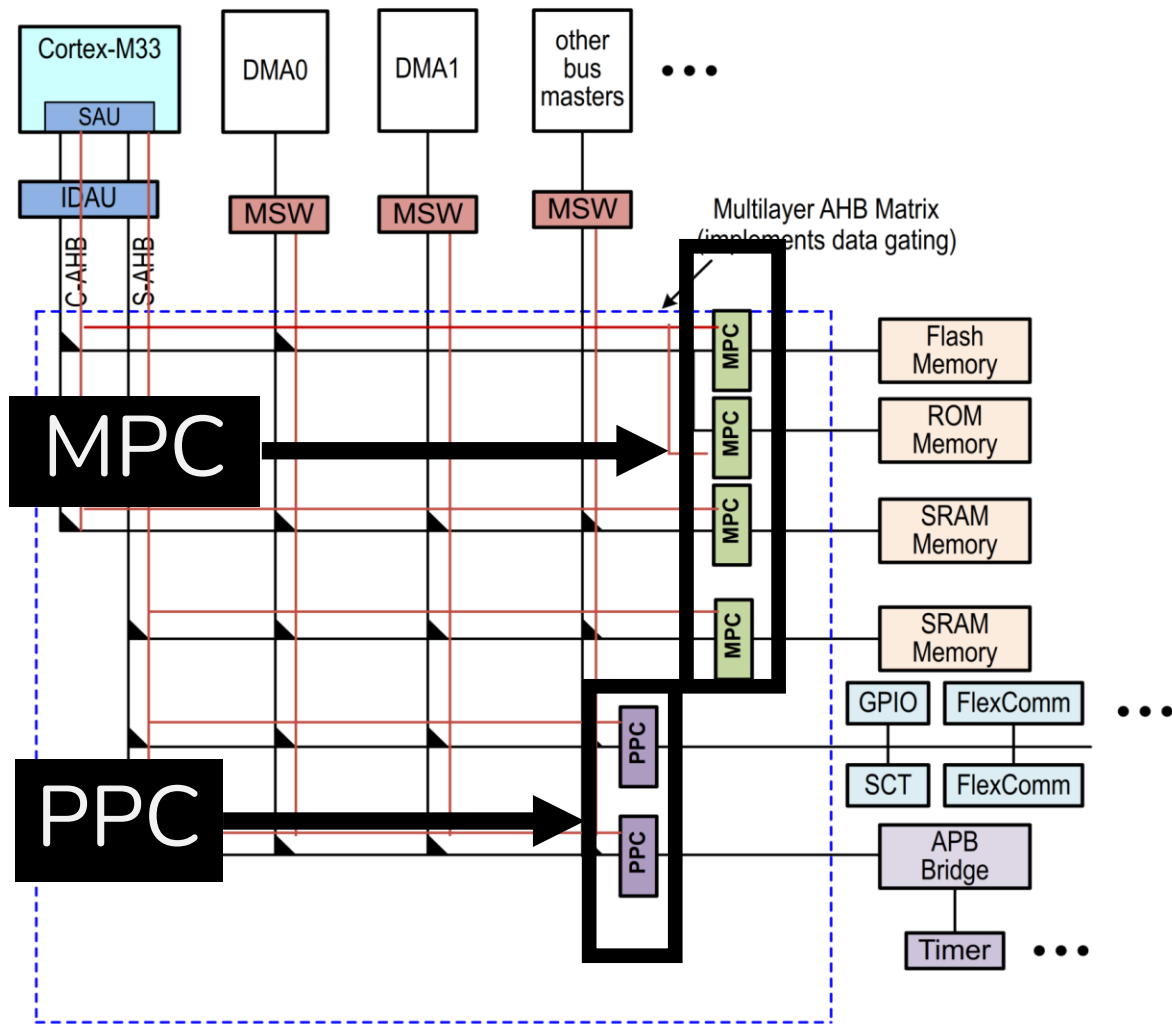 Cortex-M33
SAU
DMA0
DMA1
other
bus
masters
IDAU
MSW
MSW
MSW
C-AHB
S-AHB
Multilayer AHB Matrix
(implements data gating)
MPC
Flash
Memory
MPC
MPC
ROM
Memory
MPC
SRAM
Memory
MPC
SRAM
Memory
GPIO
FlexComm
PPC
SCT
FlexComm
PPC
PPC
APB
Bridge
Timer